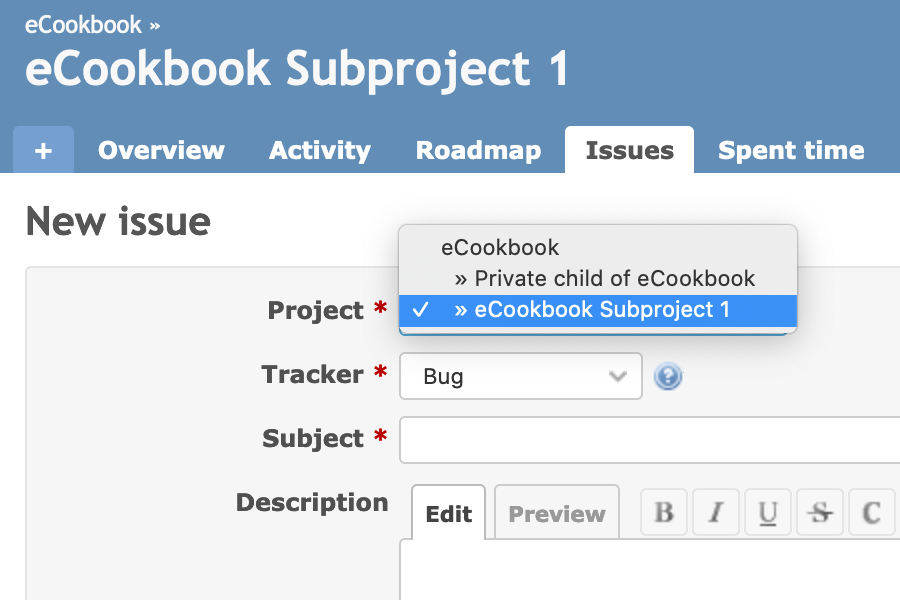 eCookbook »
eCookbook Subproject 1
+ Overview Activity Roadmap Issues Spent time
New issue
eCookbook
» Private child of eCookbook
Project * ✓ » eCookbook Subproject 1
Tracker * Bug ?
Subject *
Description Edit Preview B I U S C